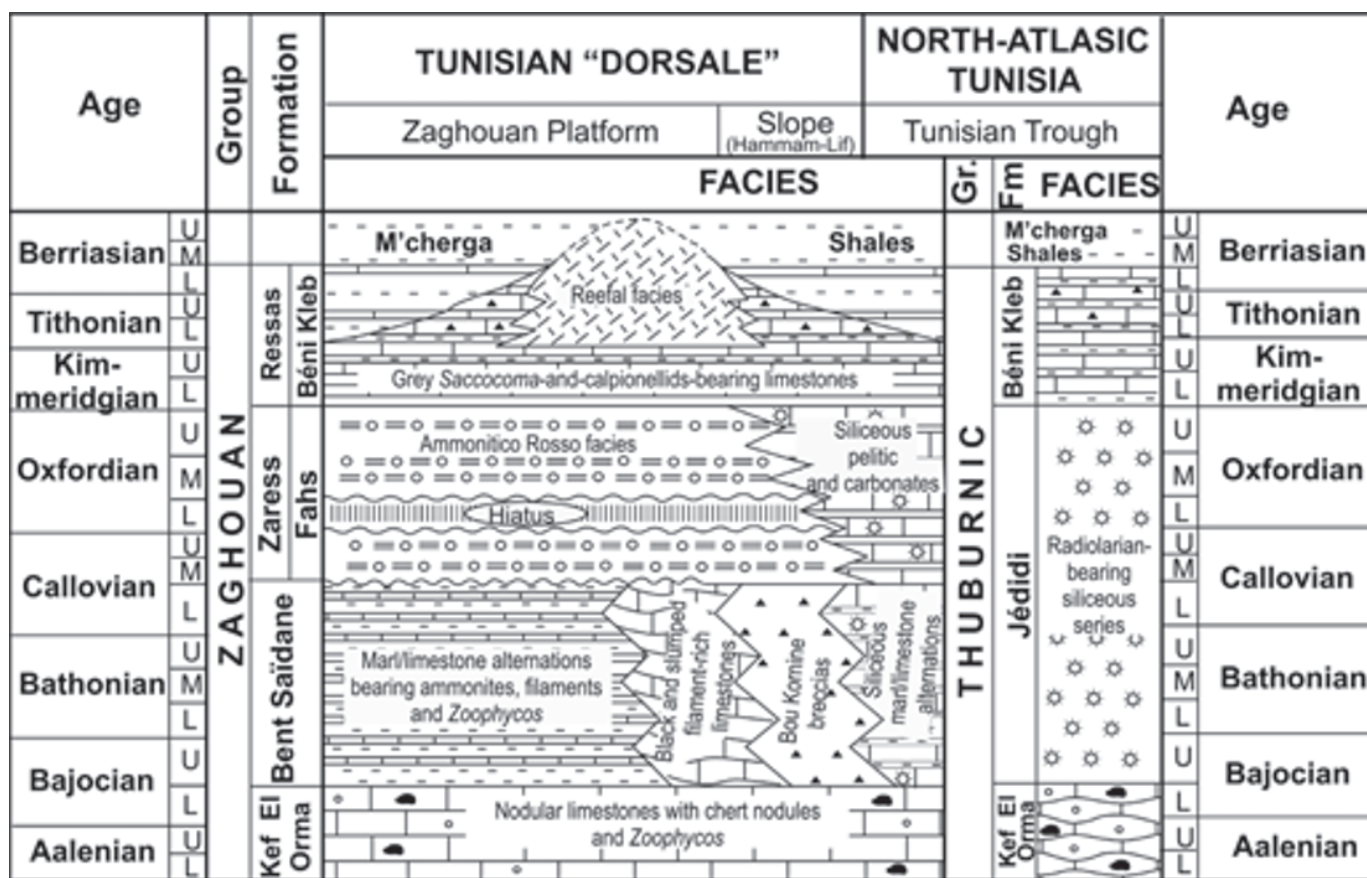 Age
Group
Formation
TUNISIAN “DORSALE”
NORTH-ATLASIC
TUNISIA
Age
Zaghouan Platform
Slope
(Hammam-Lif)
Tunisian Trough
FACIES
Gr.
Fm
FACIES
Berriasian
U
M
L
Tithonian
U
L
Kim-
meridgian
U
L
Oxfordian
U
M
L
Callovian
U
M
L
Bathonian
U
M
L
Bajocian
U
L
Aalenian
U
L
ZAGHOUAN
Ressas
Béni Kleb
Zaress
Fahs
Bent Saïdane
Kef El
Orma
M'cherga
Shales
Reefal facies
Grey Saccocoma-and-calpionellids-bearing limestones
Ammonitico Rosso facies
Hiatus
Siliceous
pelitic
and carbonates
Marl/limestone alternations
bearing ammonites, filaments
and Zoophycos
Black and slumped
filament-rich
limestones
Bou Kornine
breccias
Siliceous
marl/limestone
alternations
Nodular limestones with chert nodules
and Zoophycos
THUBURNIC
M'cherga
Shales
Béni Kleb
Jédidi
Kef El
Orma
Radiolarian-
bearing
siliceous
series
U
M
L
Berriasian
U
L
Tithonian
U
L
Kim-
meridgian
U
M
L
Oxfordian
U
M
L
Callovian
U
M
L
Bathonian
U
L
Bajocian
U
L
Aalenian